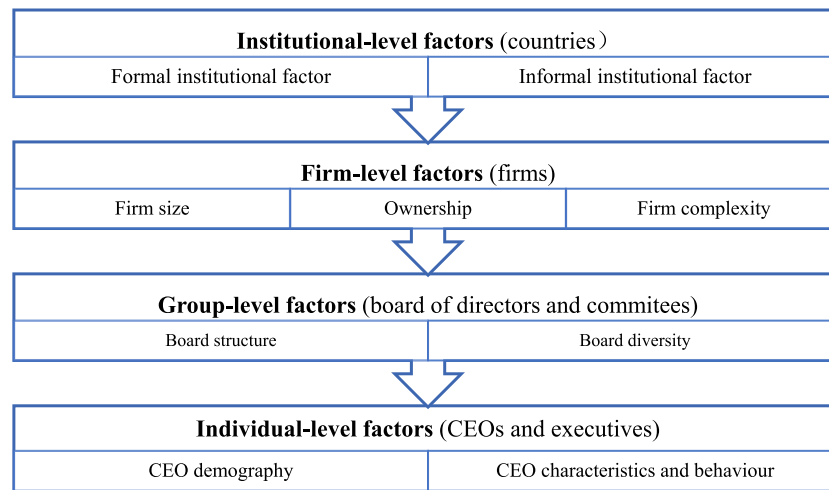 Institutional-level factors (countries）
Formal institutional factor
Informal institutional factor
Firm-level factors (firms)
Firm size
Ownership
Firm complexity
Group-level factors (board of directors and commitees)
Board structure
Board diversity
Individual-level factors (CEOs and executives)
CEO demography
CEO characteristics and behaviour